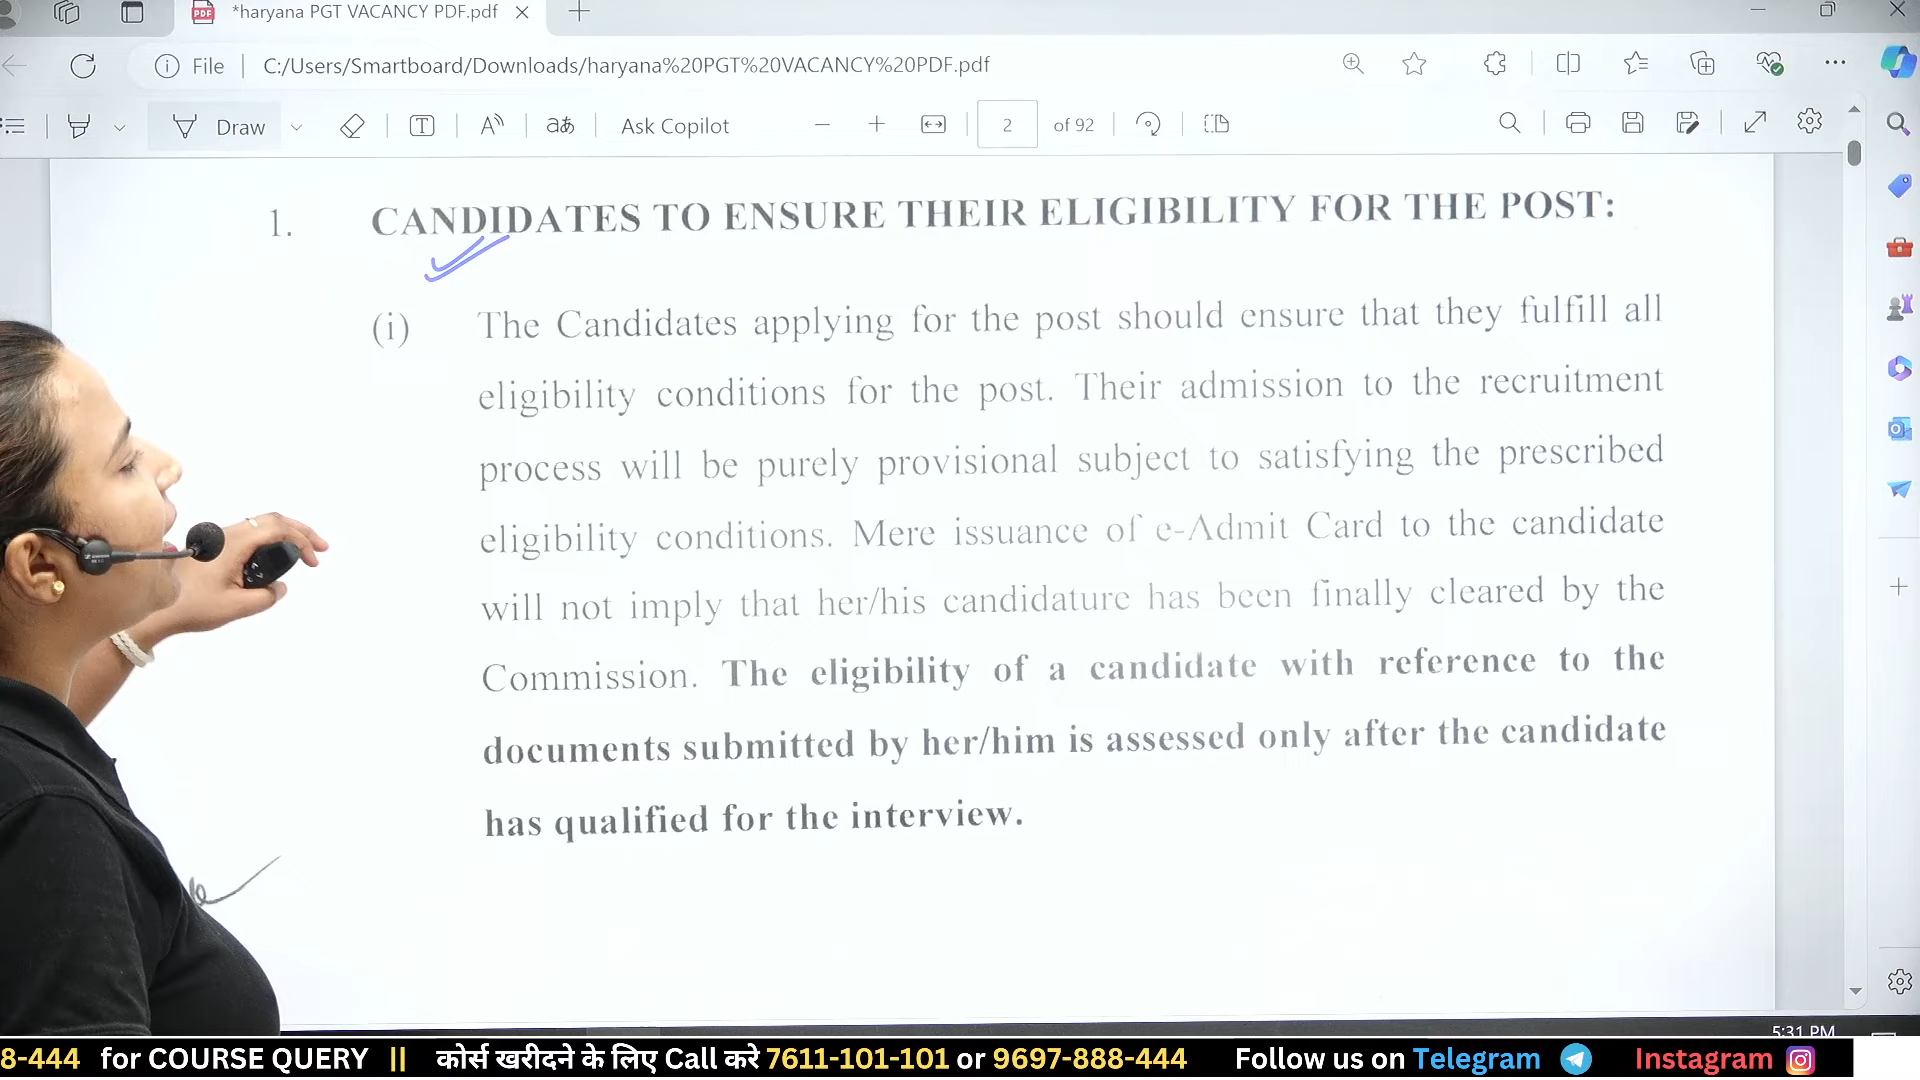 *haryana PGT VACANCY PDF.pdf
File
C:/Users/Smartboard/Downloads/haryana%20PGT%20VACANCY%20PDF.pdf
Draw
Ask Copilot
2 of 92
1. CANDIDATES TO ENSURE THEIR ELIGIBILITY FOR THE POST:
(i) The Candidates applying for the post should ensure that they fulfill all
eligibility conditions for the post. Their admission to the recruitment
process will be purely provisional subject to satisfying the prescribed
eligibility conditions. Mere issuance of e-Admit Card to the candidate
will not imply that her/his candidature has been finally cleared by the
Commission. The eligibility of a candidate with reference to the
documents submitted by her/him is assessed only after the candidate
has qualified for the interview.
5:31 PM
8-444 for COURSE QUERY || कोर्स खरीदने के लिए Call करे 7611-101-101 or 9697-888-444 Follow us on Telegram Instagram